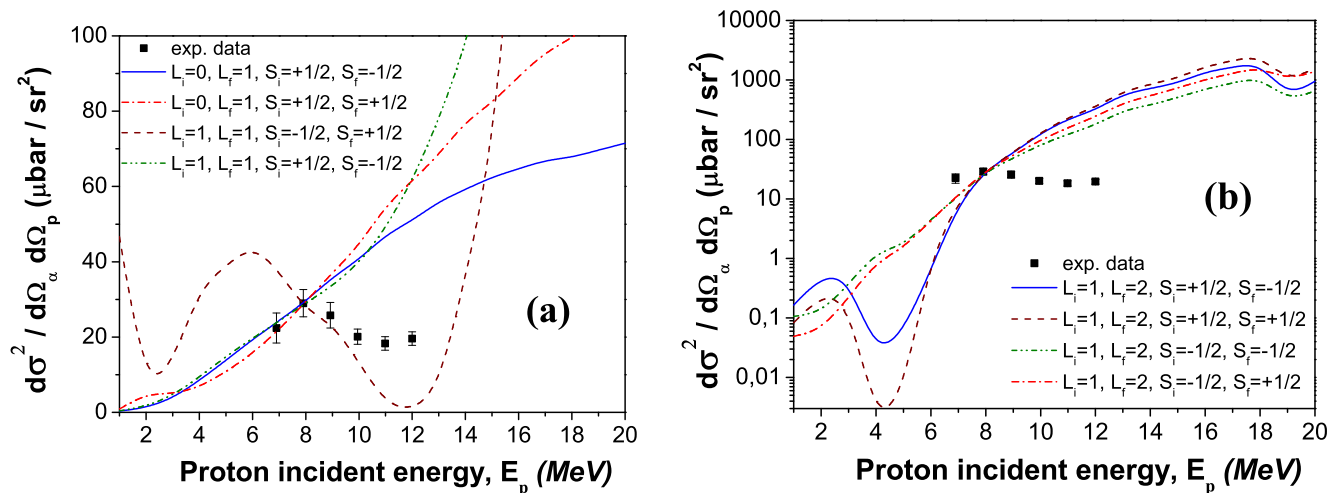 dσ² / dΩα dΩp (μbar / sr²)
100
80
60
40
20
0
exp. data
Li=0, Lf=1, Si=+1/2, Sf=-1/2
Li=0, Lf=1, Si=+1/2, Sf=+1/2
Li=1, Lf=1, Si=-1/2, Sf=+1/2
Li=1, Lf=1, Si=+1/2, Sf=-1/2
(a)
2 4 6 8 10 12 14 16 18 20
Proton incident energy, Ep (MeV)
dσ² / dΩα dΩp (μbar / sr²)
10000
1000
100
10
1
0,1
0,01
1E-3
(b)
exp. data
Li=1, Lf=2, Si=+1/2, Sf=-1/2
Li=1, Lf=2, Si=+1/2, Sf=+1/2
Li=1, Lf=2, Si=-1/2, Sf=-1/2
Li=1, Lf=2, Si=-1/2, Sf=+1/2
2 4 6 8 10 12 14 16 18 20
Proton incident energy, Ep (MeV)